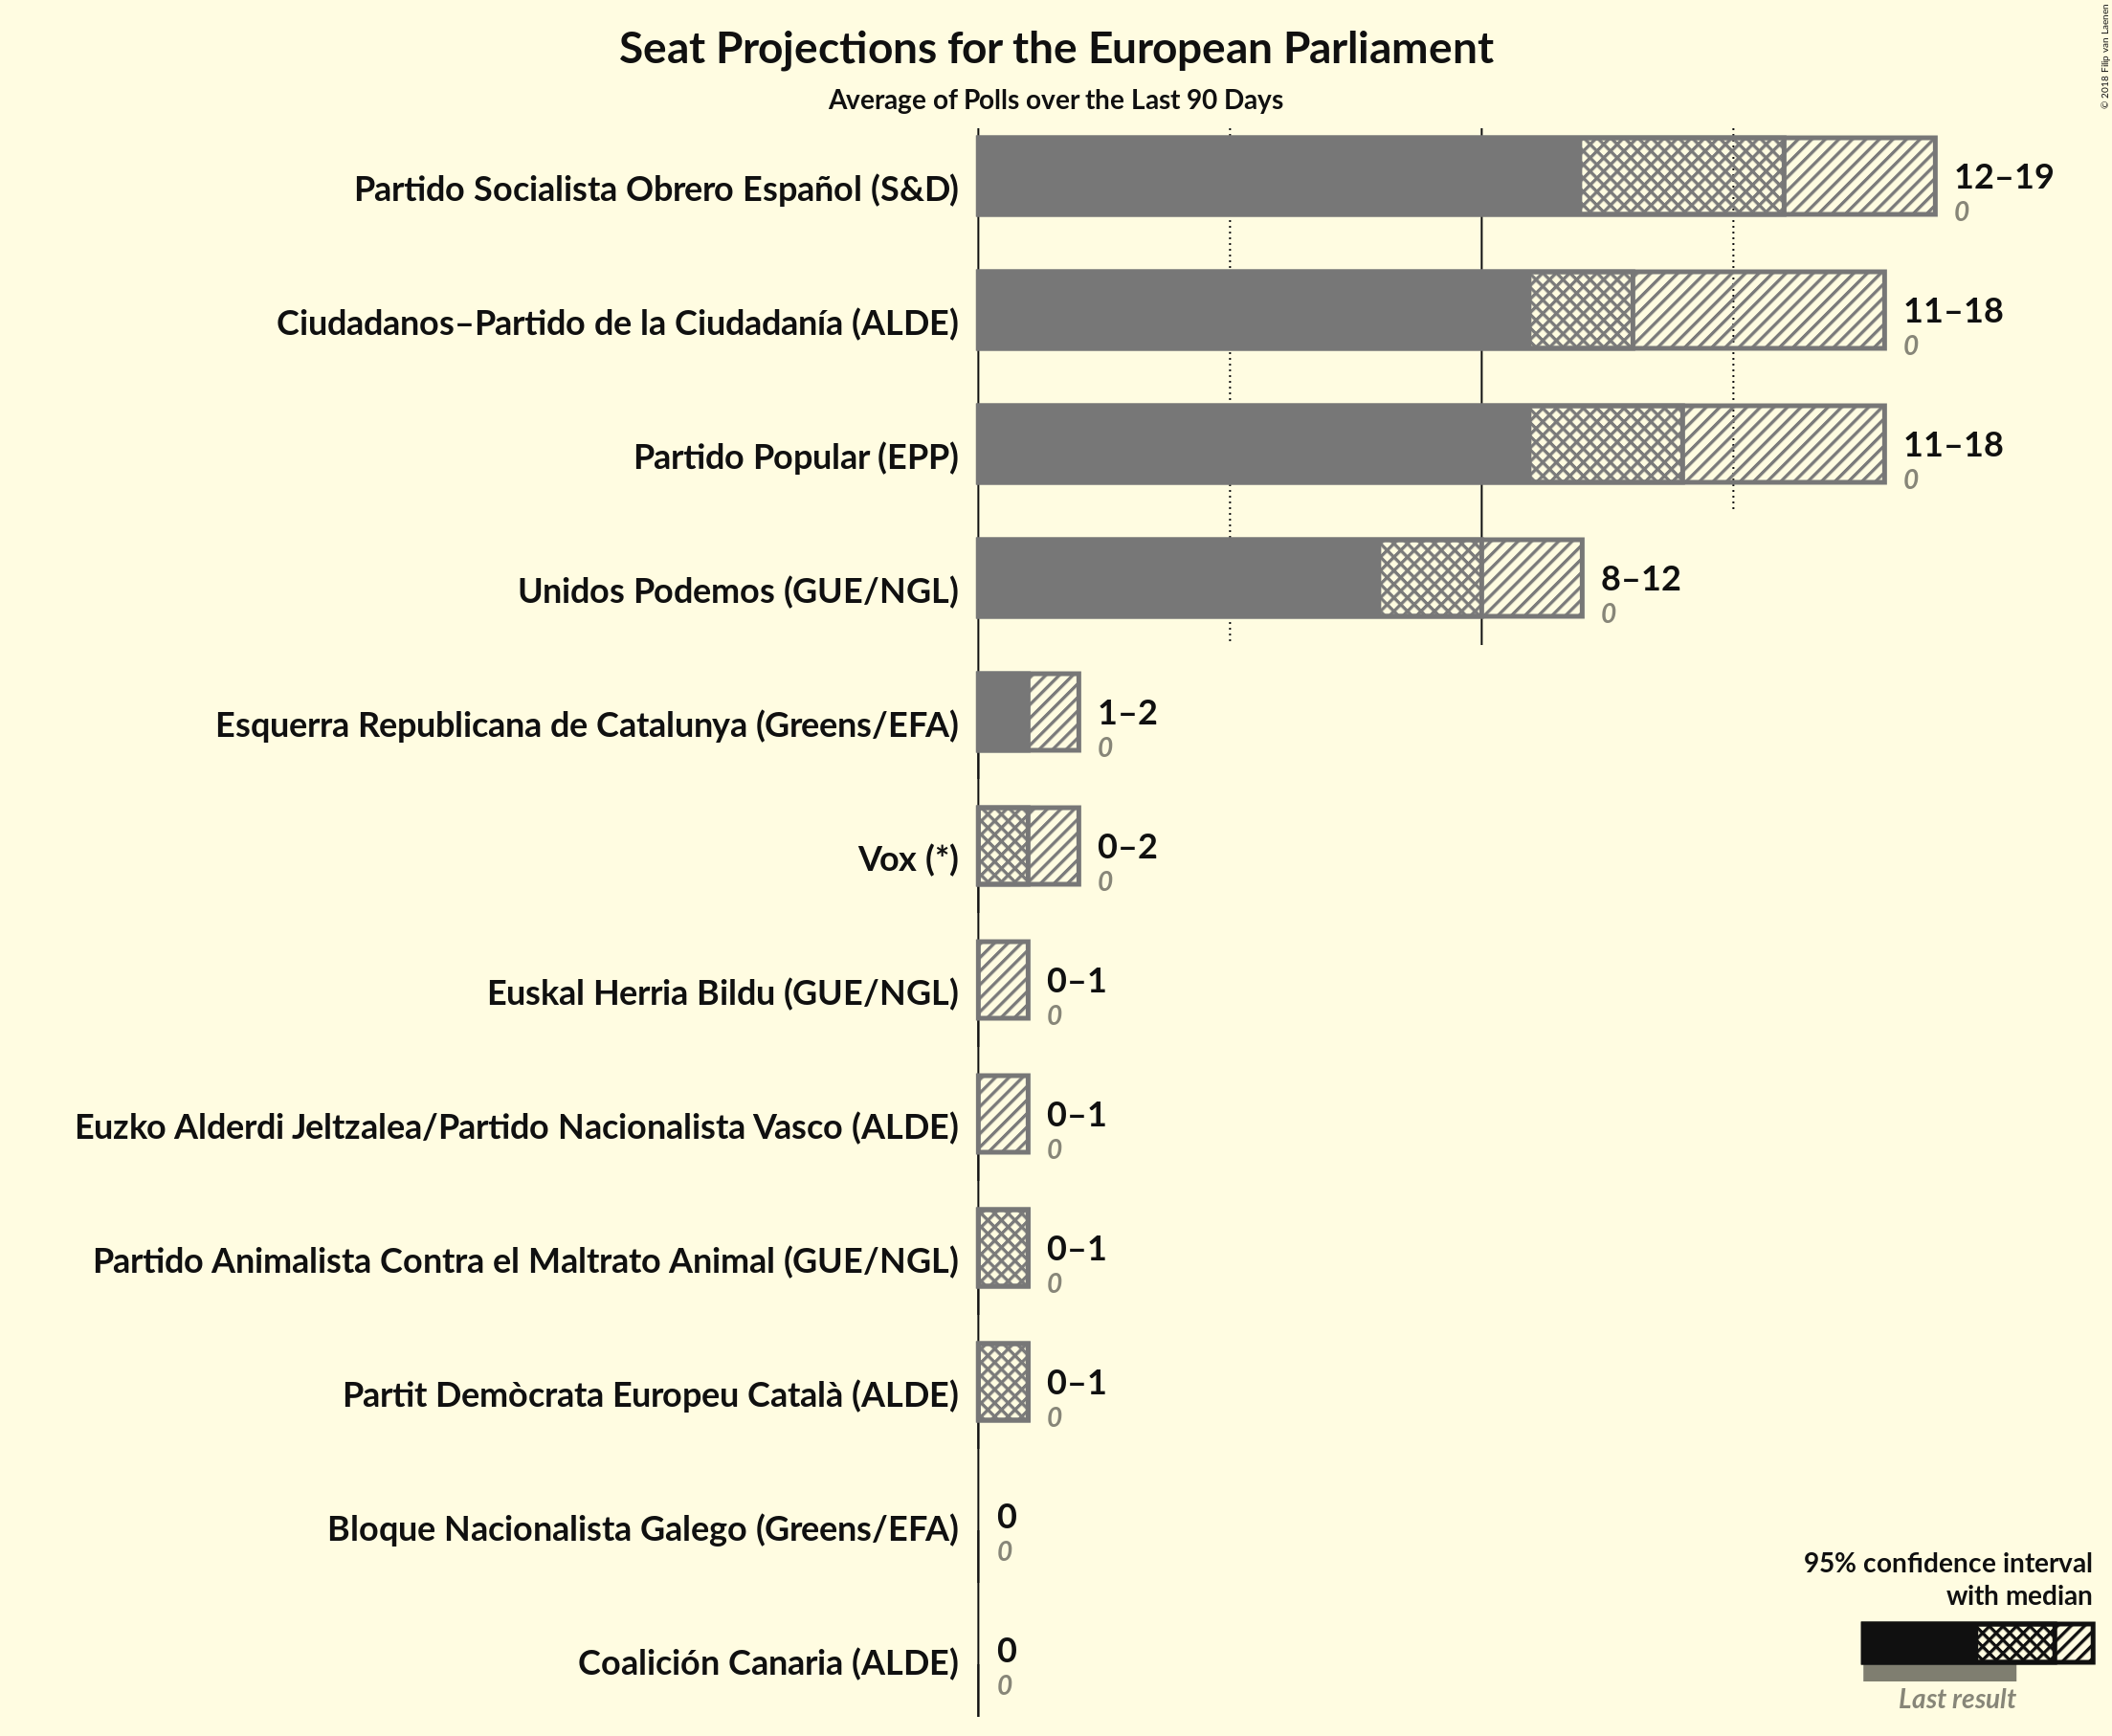 Seat Projections for the European Parliament
Average of Polls over the Last 90 Days
© 2018 Filip van Laenen
Partido Socialista Obrero Español (S&D)
12–19
0
Ciudadanos–Partido de la Ciudadanía (ALDE)
11–18
0
Partido Popular (EPP)
11–18
0
Unidos Podemos (GUE/NGL)
8–12
0
Esquerra Republicana de Catalunya (Greens/EFA)
1–2
0
Vox (*)
0–2
0
Euskal Herria Bildu (GUE/NGL)
0–1
0
Euzko Alderdi Jeltzalea/Partido Nacionalista Vasco (ALDE)
0–1
0
Partido Animalista Contra el Maltrato Animal (GUE/NGL)
0–1
0
Partit Demòcrata Europeu Català (ALDE)
0–1
0
Bloque Nacionalista Galego (Greens/EFA)
0
0
Coalición Canaria (ALDE)
0
0
95% confidence interval
with median
Last result